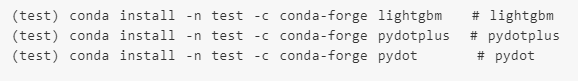 (test) conda install -n test -c conda-forge lightgbm   # lightgbm
(test) conda install -n test -c conda-forge pydotplus  # pydotplus
(test) conda install -n test -c conda-forge pydot       # pydot